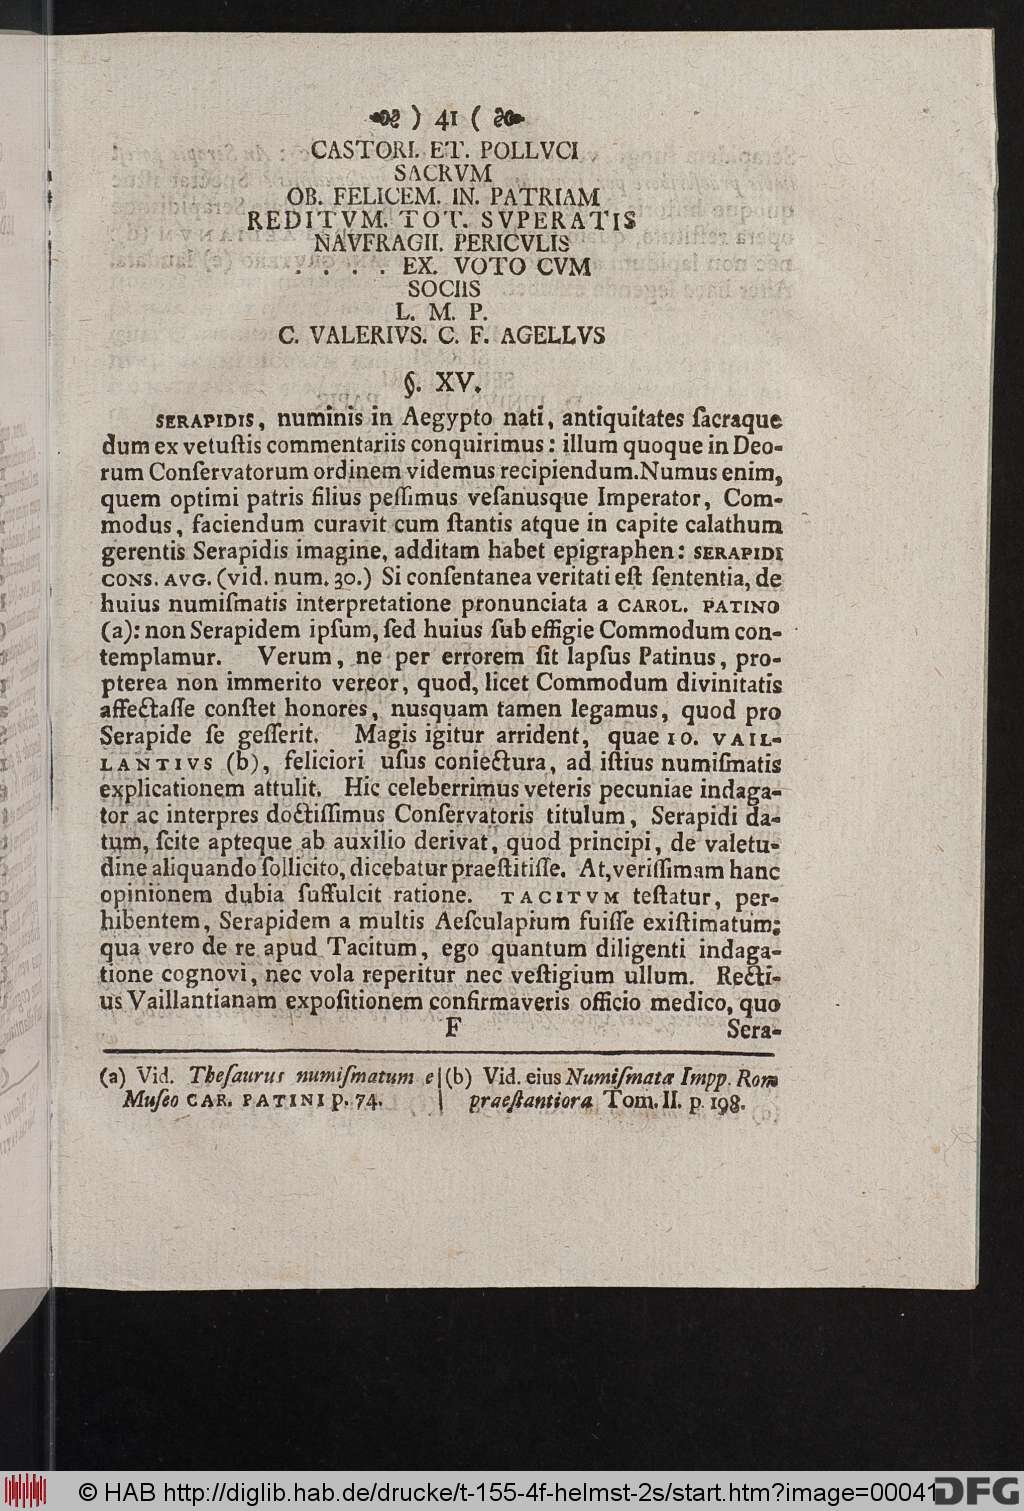 ) 41 (
CASTORI. ET. POLLVCI
SACRVM
OB. FELICEM. IN. PATRIAM
REDITVM. TOT. SVPERATIS
NAVFRAGII. PERICVLIS
. . . . EX. VOTO CVM
SOCIIS
L. M. P.
C. VALERIVS. C. F. AGELLVS
§. XV.
SERAPIDIS, numinis in Aegypto nati, antiquitates ſacraque
dum ex vetuſtis commentariis conquirimus: illum quoque in Deo-
rum Conſervatorum ordinem videmus recipiendum. Numus enim,
quem optimi patris filius peſſimus veſanusque Imperator, Com-
modus, faciendum curavit cum ſtantis atque in capite calathum
gerentis Serapidis imagine, additam habet epigraphen: SERAPIDI
CONS. AVG. (vid. num. 30.) Si conſentanea veritati eſt ſententia, de
huius numiſmatis interpretatione pronunciata a CAROL. PATINO
(a): non Serapidem ipſum, ſed huius ſub effigie Commodum con-
templamur. Verum, ne per errorem ſit lapſus Patinus, pro-
pterea non immerito vereor, quod, licet Commodum divinitatis
affectaſſe conſtet honores, nusquam tamen legamus, quod pro
Serapide ſe geſſerit. Magis igitur arrident, quae IO. VAIL-
LANTIVS (b), feliciori uſus coniectura, ad iſtius numiſmatis
explicationem attulit. Hic celeberrimus veteris pecuniae indaga-
tor ac interpres doctiſſimus Conſervatoris titulum, Serapidi da-
tum, ſcite apteque ab auxilio derivat, quod principi, de valetu-
dine aliquando ſollicito, dicebatur praeſtitiſſe. At, veriſſimam hanc
opinionem dubia ſuffulcit ratione. TACITVM teſtatur, per-
hibentem, Serapidem a multis Aeſculapium fuiſſe exiſtimatum;
qua vero de re apud Tacitum, ego quantum diligenti indaga-
tione cognovi, nec vola reperitur nec veſtigium ullum. Recti-
us Vaillantianam expoſitionem confirmaveris officio medico, quo
F Sera-
(a) Vid. Theſaurus numiſmatum e
Muſeo CAR. PATINI p. 74.
(b) Vid. eius Numiſmata Impp. Rom
praeſtantiora Tom. II. p. 198.
© HAB http://diglib.hab.de/drucke/t-155-4f-helmst-2s/start.htm?image=00041
DFG